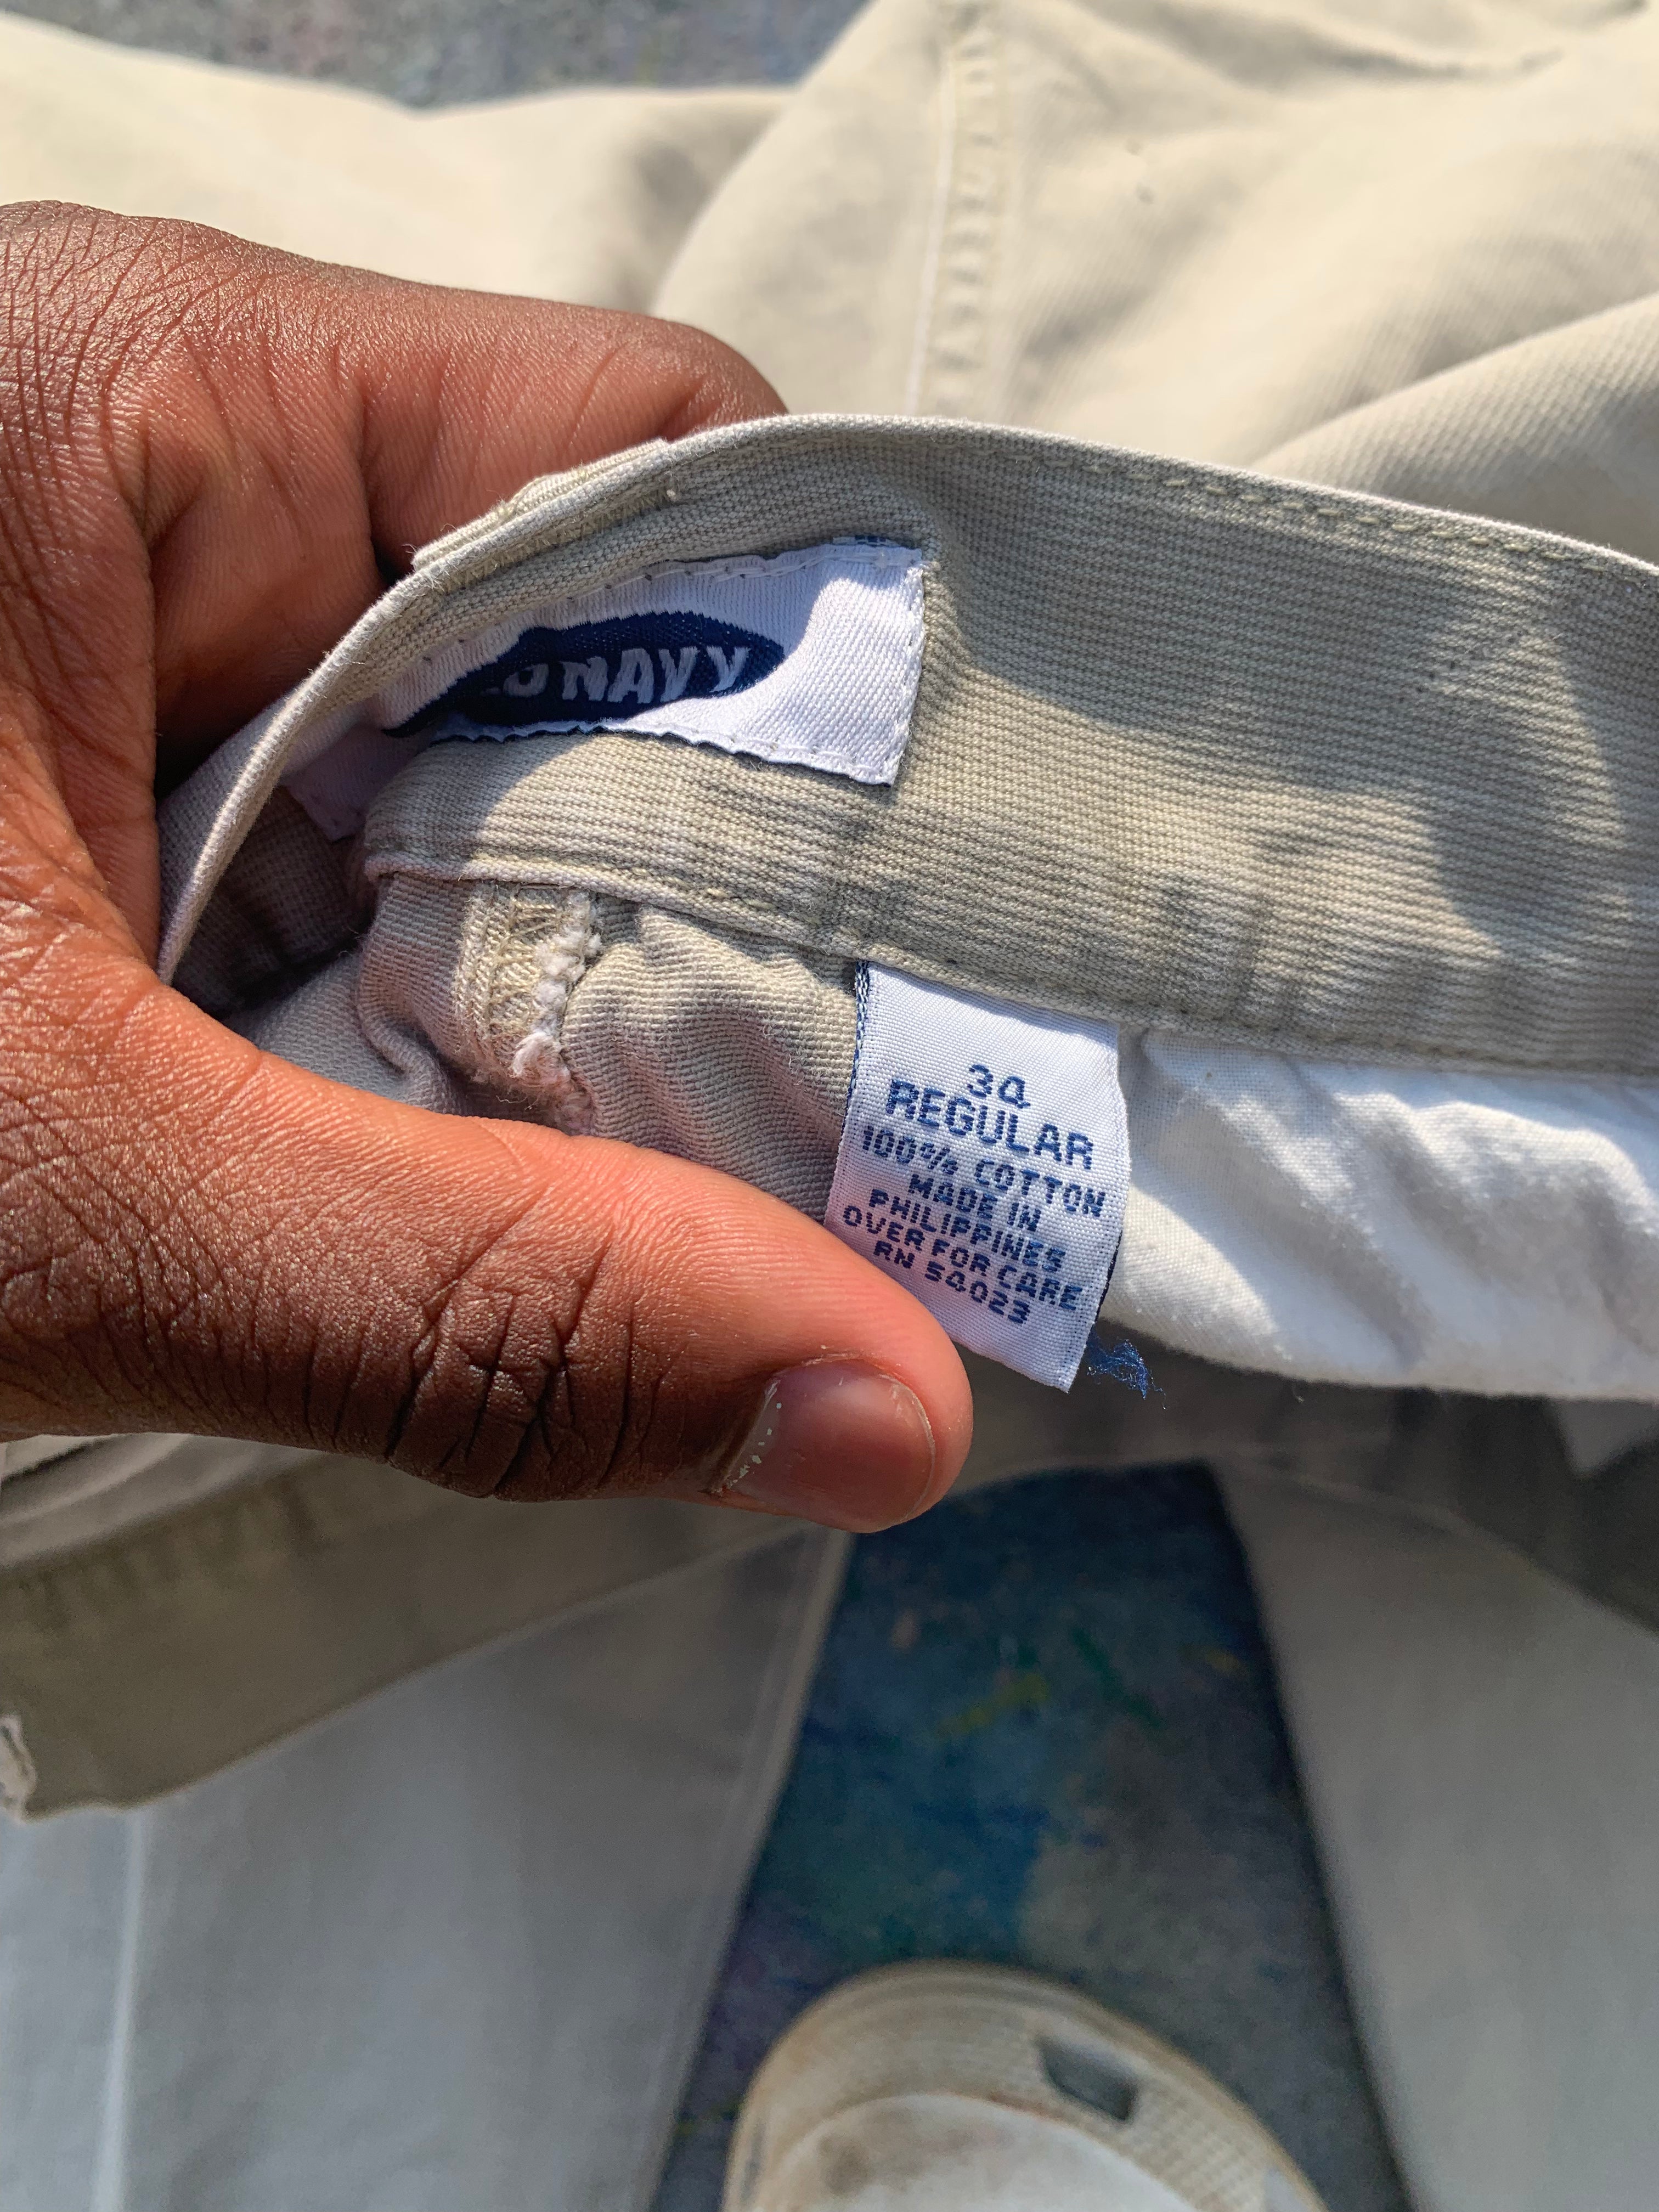 NAVY
34
REGULAR
100% COTTON
MADE IN
PHILIPPINES
OVER FOR CARE
RN 54023